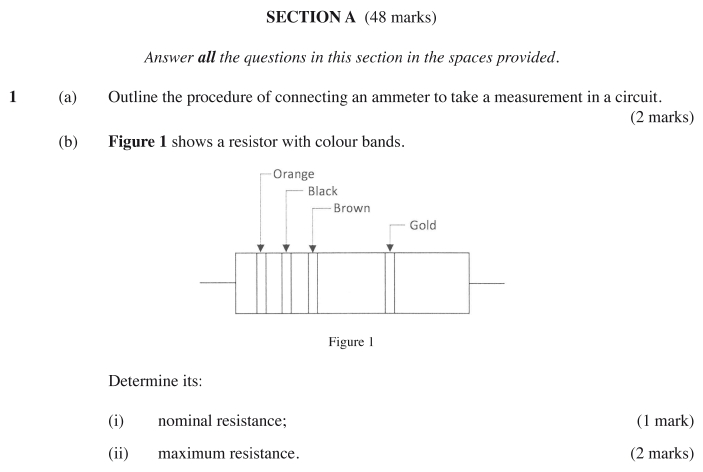 SECTION A (48 marks)
Answer all the questions in this section in the spaces provided.
1 (a) Outline the procedure of connecting an ammeter to take a measurement in a circuit.
(2 marks)
(b) Figure 1 shows a resistor with colour bands.
Orange
Black
Brown
Gold
Figure 1
Determine its:
(i) nominal resistance; (1 mark)
(ii) maximum resistance. (2 marks)